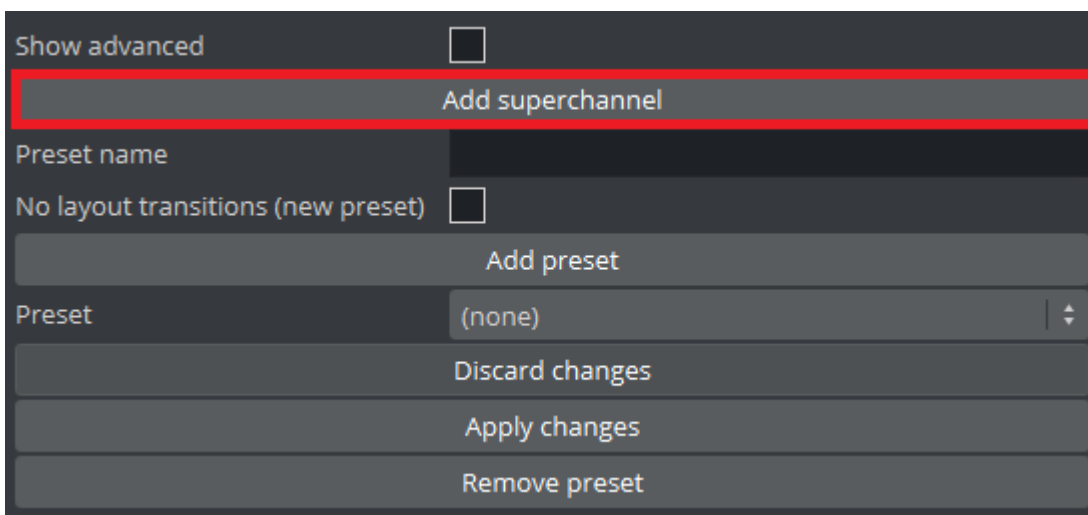 Show advanced
Add superchannel
Preset name
No layout transitions (new preset)
Add preset
Preset (none)
Discard changes
Apply changes
Remove preset